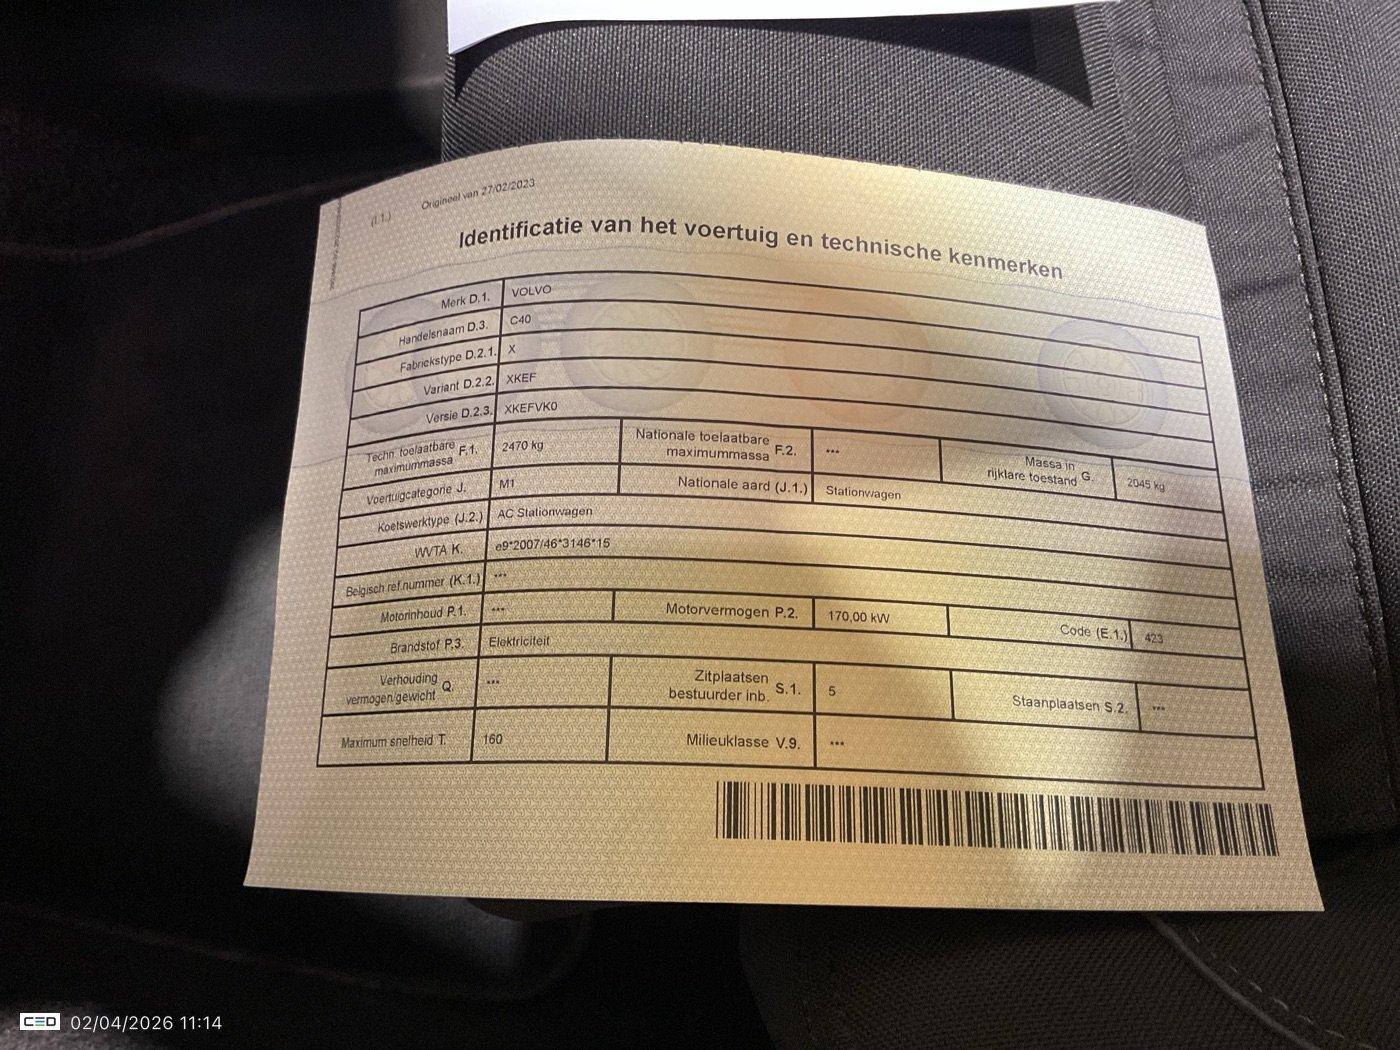 (I.1.) Origineel van 27/02/2023
Identificatie van het voertuig en technische kenmerken
Merk D.1. VOLVO
Handelsnaam D.3. C40
Fabriekstype D.2.1. X
Variant D.2.2. XKEF
Versie D.2.3. XKEFVK0
Techn. toelaatbare maximummassa F.1. 2470 kg Nationale toelaatbare maximummassa F.2. *** Massa in rijklare toestand G. 2045 kg
Voertuigcategorie J. M1 Nationale aard (J.1.) Stationwagen
Koetswerktype (J.2.) AC Stationwagen
WVTA K. e9*2007/46*3146*15
Belgisch ref.nummer (K.1.) ***
Motorinhoud P.1. *** Motorvermogen P.2. 170,00 kW Code (E.1.) 423
Brandstof P.3. Elektriciteit
Verhouding vermogen/gewicht Q. *** Zitplaatsen bestuurder inb. S.1. 5 Staanplaatsen S.2. ***
Maximum snelheid T. 160 Milieuklasse V.9. ***
CED 02/04/2026 11:14